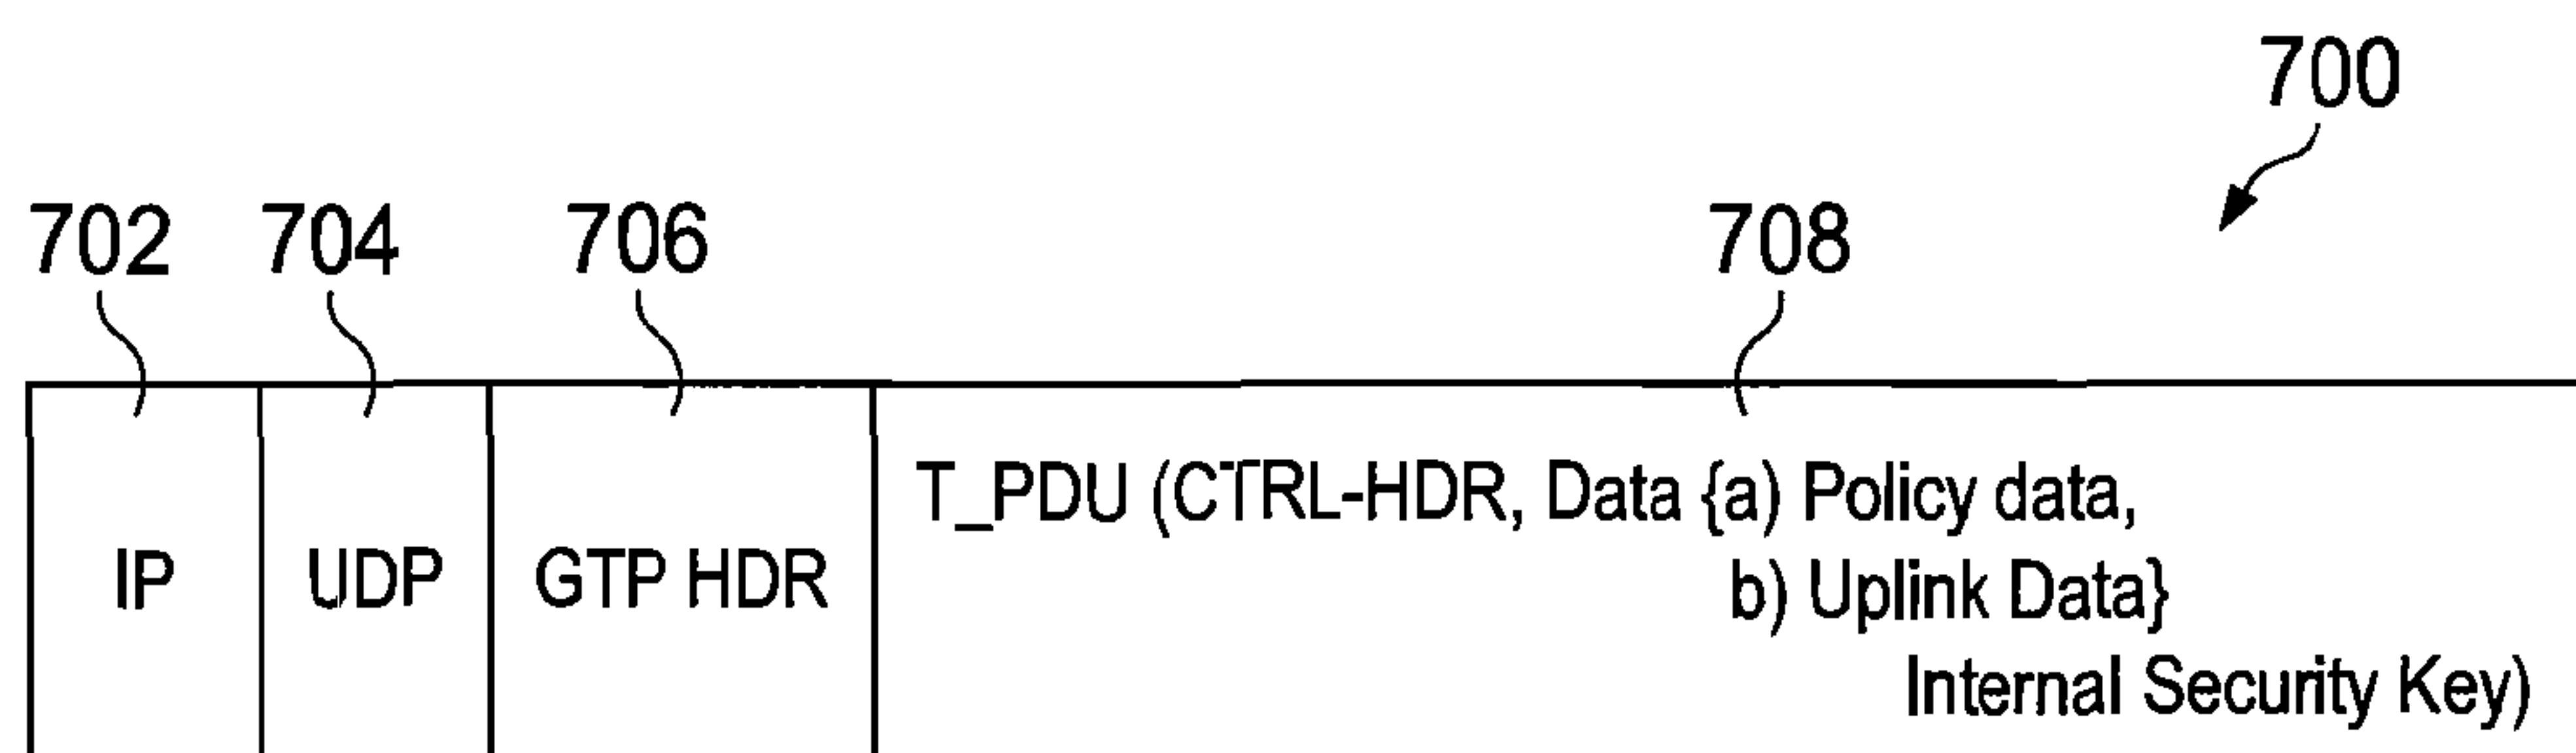 700
702 704 706 708
T_PDU (CTRL-HDR, Data {a) Policy data,
IP UDP GTP HDR b) Uplink Data}
Internal Security Key)